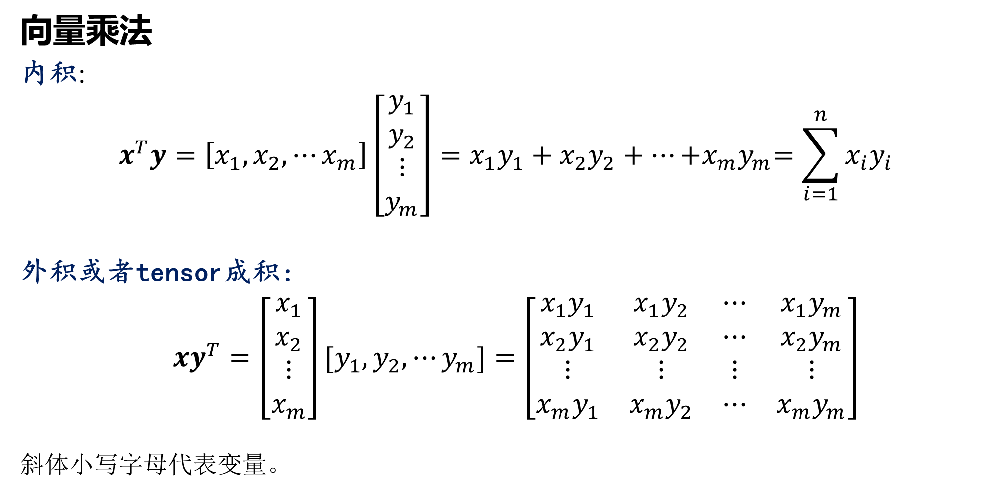 向量乘法
内积:
$\boldsymbol{x}^T\boldsymbol{y} = [x_1, x_2, \cdots x_m] \begin{bmatrix} y_1 \\ y_2 \\ \vdots \\ y_m \end{bmatrix} = x_1y_1 + x_2y_2 + \cdots + x_my_m = \sum_{i=1}^{n} x_iy_i$
外积或者tensor成积：
$\boldsymbol{x}\boldsymbol{y}^T = \begin{bmatrix} x_1 \\ x_2 \\ \vdots \\ x_m \end{bmatrix} [y_1, y_2, \cdots y_m] = \begin{bmatrix} x_1y_1 & x_1y_2 & \cdots & x_1y_m \\ x_2y_1 & x_2y_2 & \cdots & x_2y_m \\ \vdots & \vdots & \vdots & \vdots \\ x_my_1 & x_my_2 & \cdots & x_my_m \end{bmatrix}$
斜体小写字母代表变量。